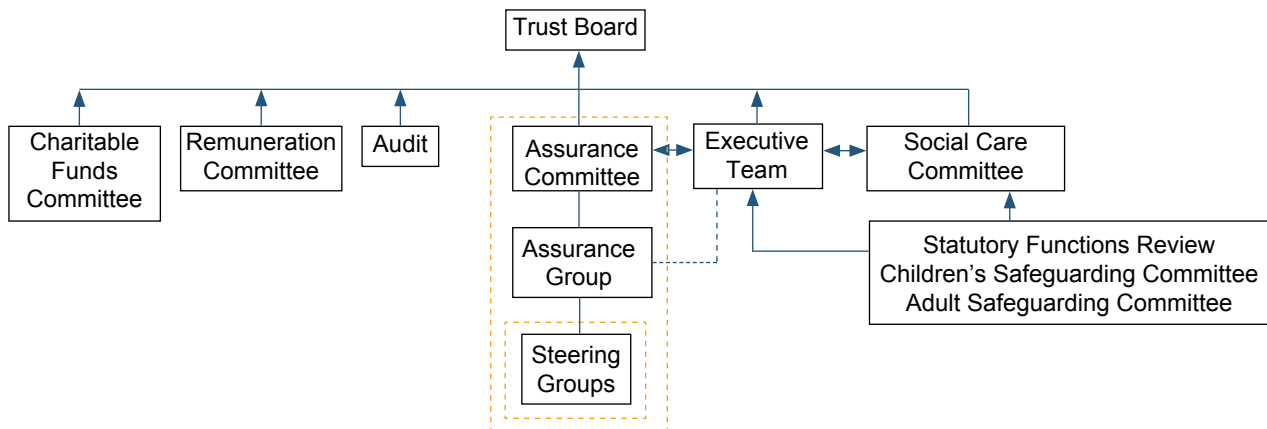 Trust Board
Charitable
Funds
Committee
Remuneration
Committee
Audit
Assurance
Committee
Executive
Team
Social Care
Committee
Assurance
Group
Statutory Functions Review
Children’s Safeguarding Committee
Adult Safeguarding Committee
Steering
Groups